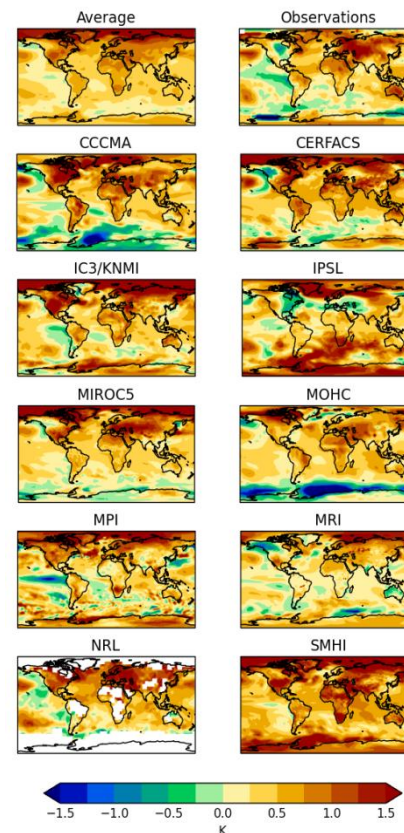 Average
Observations
CCCMA
CERFACS
IC3/KNMI
IPSL
MIROC5
MOHC
MPI
MRI
NRL
SMHI
−1.5 −1.0 −0.5 0.0 0.5 1.0 1.5
K